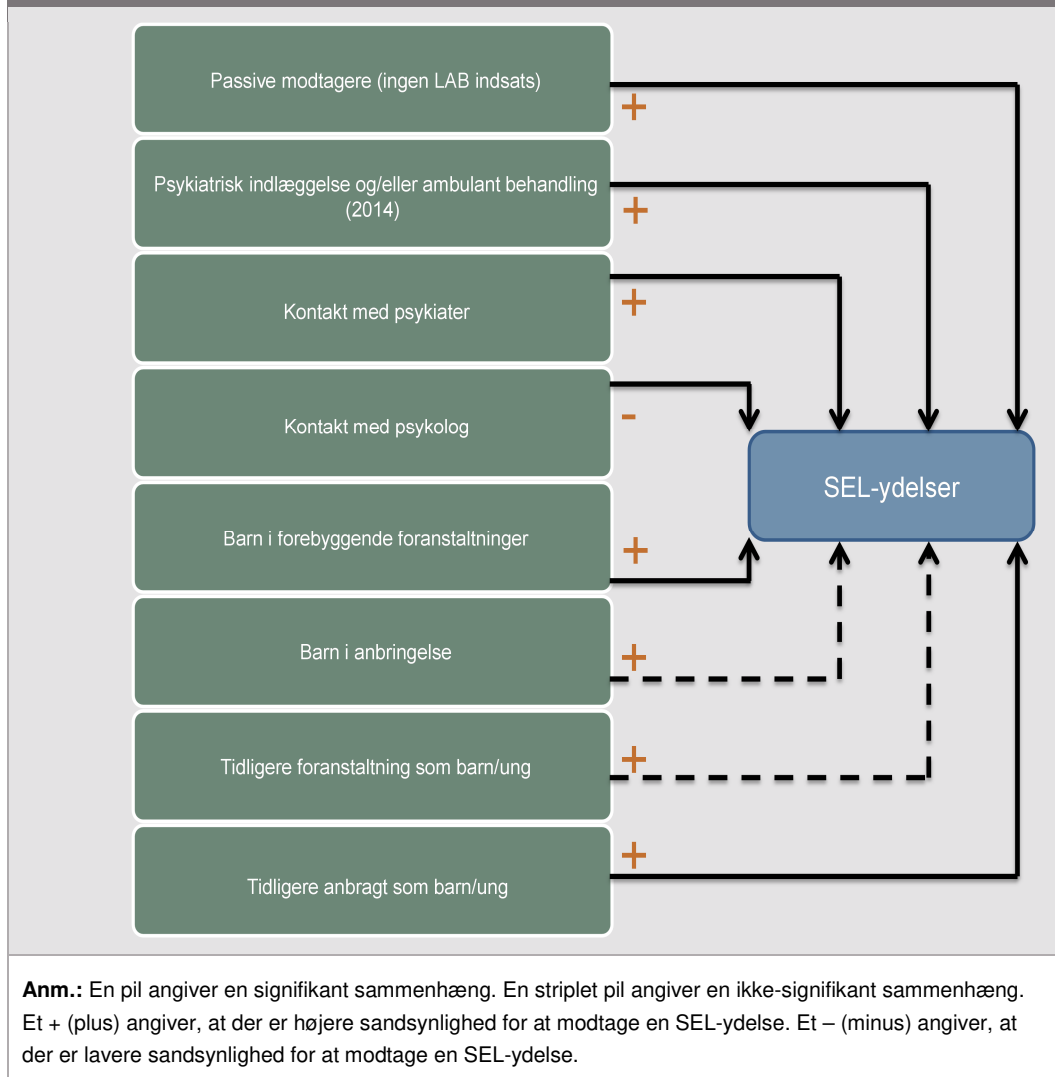 Passive modtagere (ingen LAB indsats)
+
Psykiatrisk indlæggelse og/eller ambulant behandling
(2014)
+
Kontakt med psykiater
+
Kontakt med psykolog
-
SEL-ydelser
Barn i forebyggende foranstaltninger
+
Barn i anbringelse
+
Tidligere foranstaltning som barn/ung
+
Tidligere anbragt som barn/ung
+
Anm.: En pil angiver en signifikant sammenhæng. En striplet pil angiver en ikke-signifikant sammenhæng.
Et + (plus) angiver, at der er højere sandsynlighed for at modtage en SEL-ydelse. Et – (minus) angiver, at
der er lavere sandsynlighed for at modtage en SEL-ydelse.